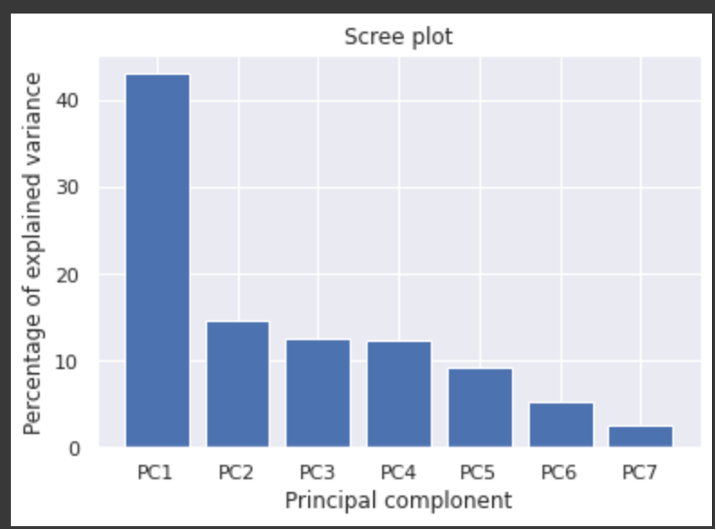 Scree plot
Percentage of explained variance
40
30
20
10
0
PC1 PC2 PC3 PC4 PC5 PC6 PC7
Principal complonent